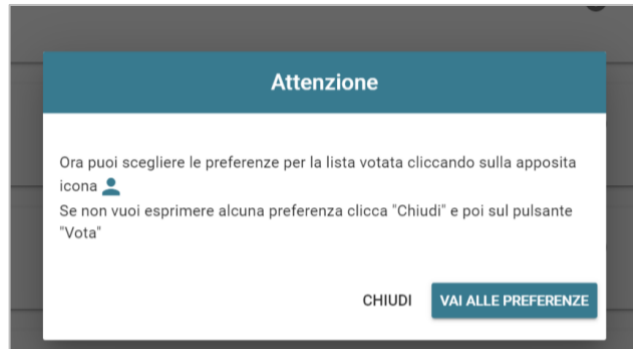 Attenzione
Ora puoi scegliere le preferenze per la lista votata cliccando sulla apposita
icona
Se non vuoi esprimere alcuna preferenza clicca "Chiudi" e poi sul pulsante
"Vota"
CHIUDI VAI ALLE PREFERENZE